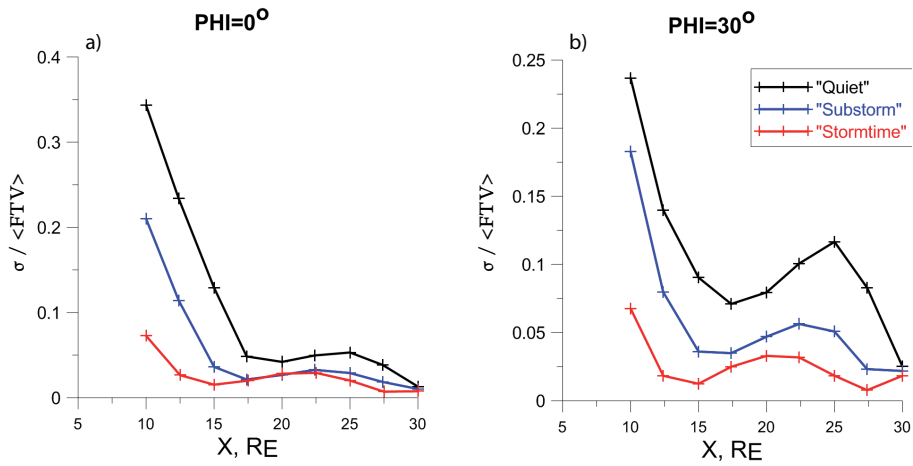 PHI=0°
a)
0.4
0.3
0.2
0.1
0
σ / <FTV>
5
10
15
20
25
30
X, RE
PHI=30°
b)
0.25
0.2
0.15
0.1
0.05
0
σ / <FTV>
5
10
15
20
25
30
X, RE
"Quiet"
"Substorm"
"Stormtime"